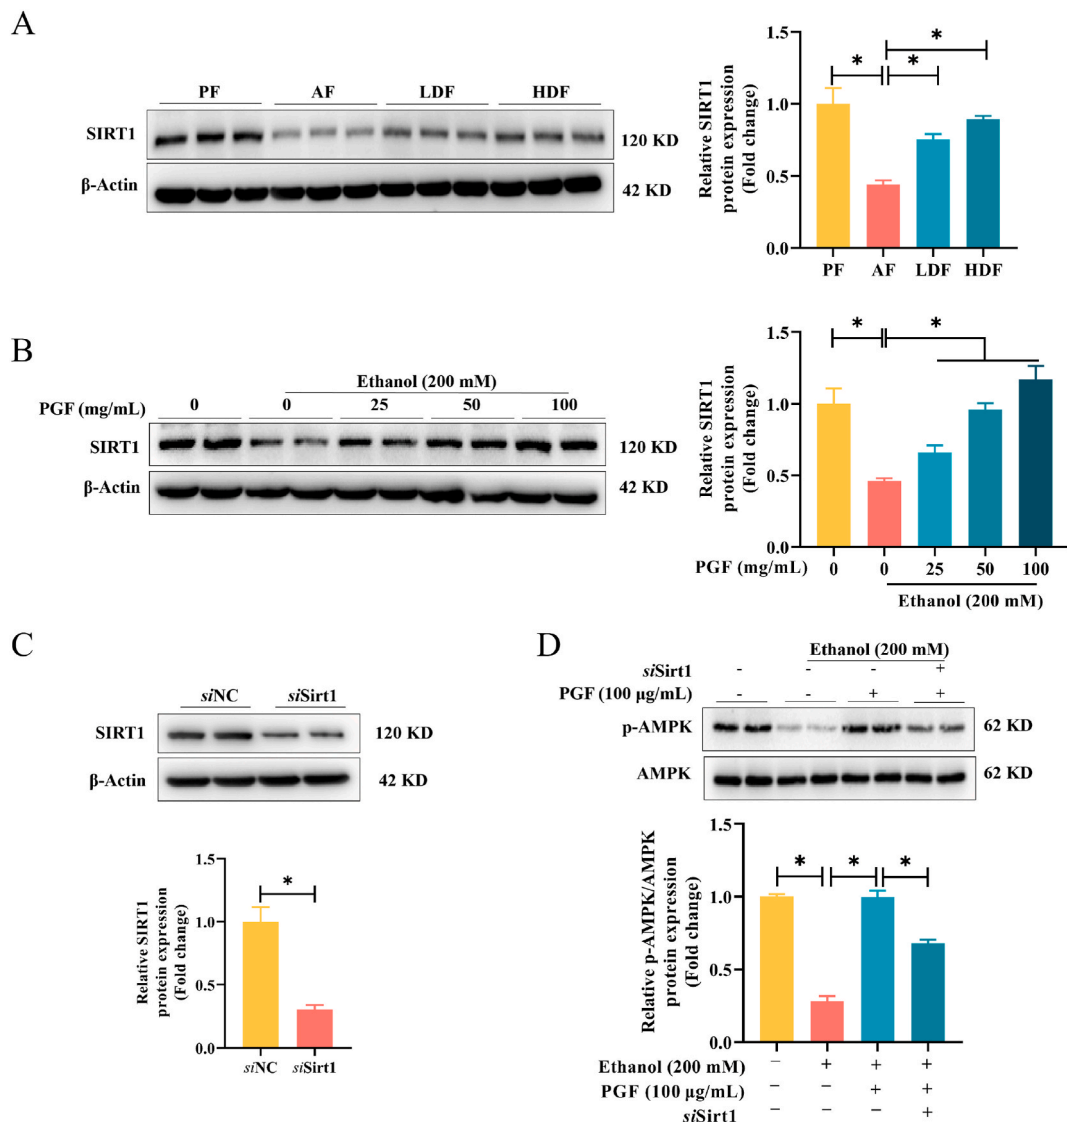 A
PF AF LDF HDF
SIRT1 120 KD
β-Actin 42 KD
Relative SIRT1
protein expression
(Fold change)
1.5
1.0
0.5
0.0
* * *
PF AF LDF HDF
B
Ethanol (200 mM)
PGF (mg/mL) 0 0 25 50 100
SIRT1 120 KD
β-Actin 42 KD
Relative SIRT1
protein expression
(Fold change)
1.5
1.0
0.5
0.0
* *
PGF (mg/mL) 0 0 25 50 100
Ethanol (200 mM)
C
siNC siSirt1
SIRT1 120 KD
β-Actin 42 KD
Relative SIRT1
protein expression
(Fold change)
1.5
1.0
0.5
0.0
*
siNC siSirt1
D
Ethanol (200 mM)
siSirt1 - - - +
PGF (100 μg/mL) - - + +
p-AMPK 62 KD
AMPK 62 KD
Relative p-AMPK/AMPK
protein expression
(Fold change)
1.5
1.0
0.5
0.0
* * *
Ethanol (200 mM) − + + +
PGF (100 μg/mL) − − + +
siSirt1 − − − +